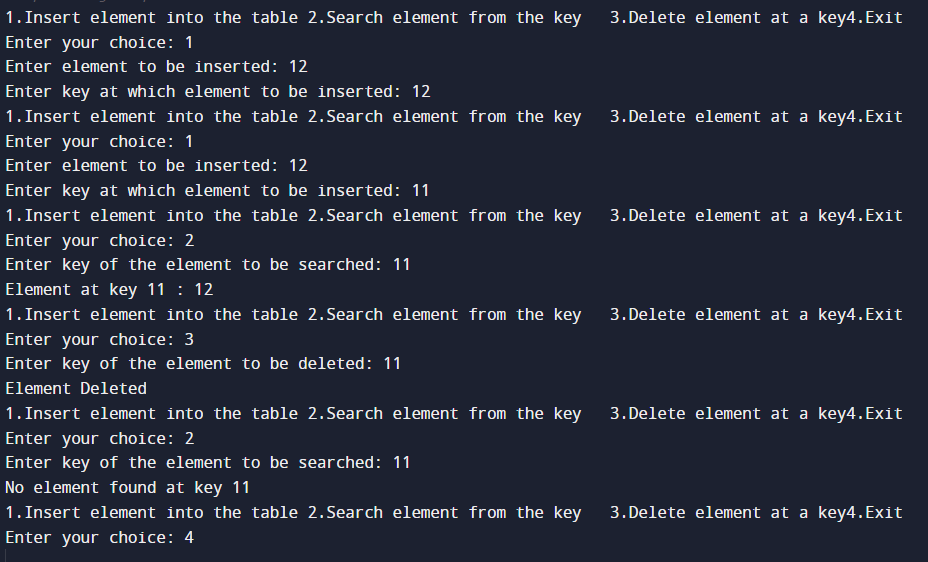 1.Insert element into the table 2.Search element from the key   3.Delete element at a key4.Exit
Enter your choice: 1
Enter element to be inserted: 12
Enter key at which element to be inserted: 12
1.Insert element into the table 2.Search element from the key   3.Delete element at a key4.Exit
Enter your choice: 1
Enter element to be inserted: 12
Enter key at which element to be inserted: 11
1.Insert element into the table 2.Search element from the key   3.Delete element at a key4.Exit
Enter your choice: 2
Enter key of the element to be searched: 11
Element at key 11 : 12
1.Insert element into the table 2.Search element from the key   3.Delete element at a key4.Exit
Enter your choice: 3
Enter key of the element to be deleted: 11
Element Deleted
1.Insert element into the table 2.Search element from the key   3.Delete element at a key4.Exit
Enter your choice: 2
Enter key of the element to be searched: 11
No element found at key 11
1.Insert element into the table 2.Search element from the key   3.Delete element at a key4.Exit
Enter your choice: 4